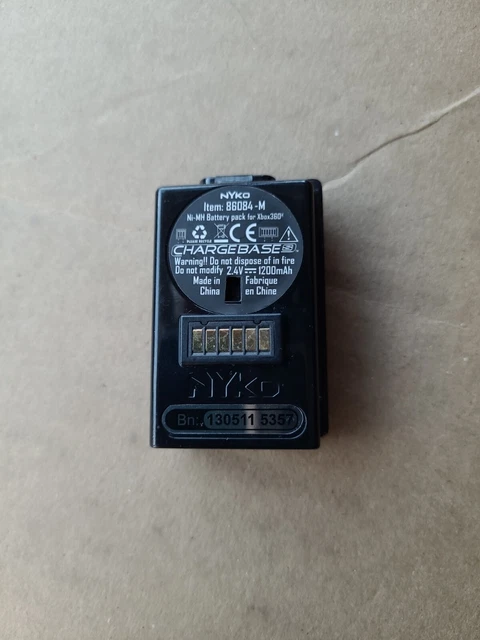 NYKO
Item: 86084-M
Ni-MH Battery pack for Xbox360®
CE
CHARGEBASE
Warning!! Do not dispose of in fire
Do not modify 2.4V 1200mAh
Made in Fabrique
China en Chine
NYKO
Bn: 130511 5357